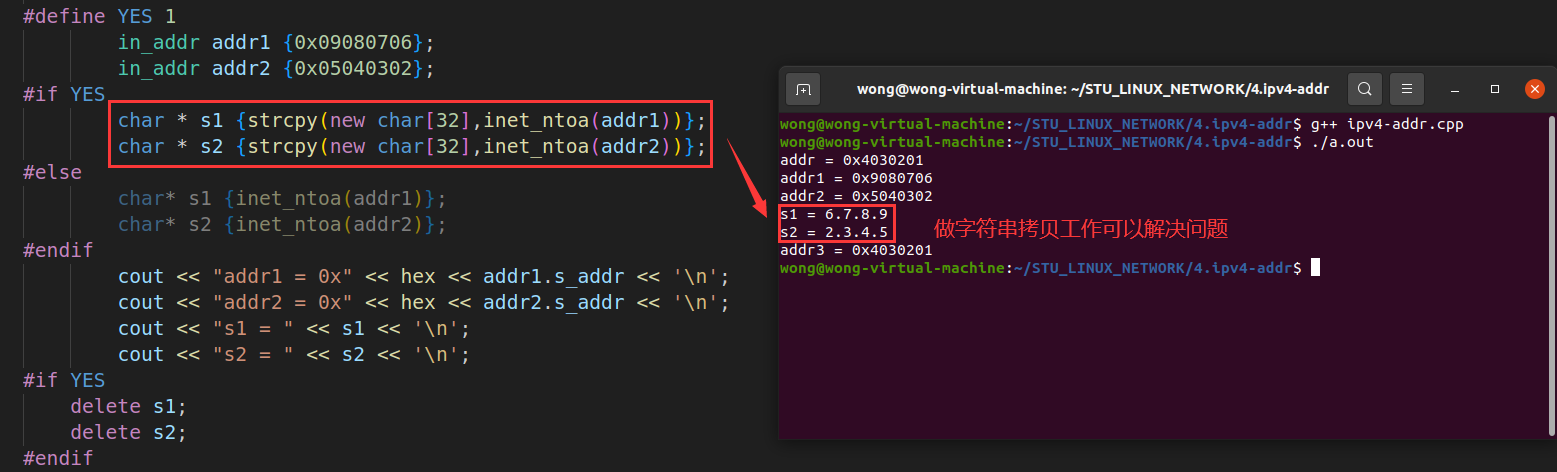 #define YES 1
in_addr addr1 {0x09080706};
in_addr addr2 {0x05040302};
#if YES
char * s1 {strcpy(new char[32],inet_ntoa(addr1))};
char * s2 {strcpy(new char[32],inet_ntoa(addr2))};
#else
char* s1 {inet_ntoa(addr1)};
char* s2 {inet_ntoa(addr2)};
#endif
cout << "addr1 = 0x" << hex << addr1.s_addr << '\n';
cout << "addr2 = 0x" << hex << addr2.s_addr << '\n';
cout << "s1 = " << s1 << '\n';
cout << "s2 = " << s2 << '\n';
#if YES
delete s1;
delete s2;
#endif
wong@wong-virtual-machine: ~/STU_LINUX_NETWORK/4.ipv4-addr
wong@wong-virtual-machine:~/STU_LINUX_NETWORK/4.ipv4-addr$ g++ ipv4-addr.cpp
wong@wong-virtual-machine:~/STU_LINUX_NETWORK/4.ipv4-addr$ ./a.out
addr = 0x4030201
addr1 = 0x9080706
addr2 = 0x5040302
s1 = 6.7.8.9
s2 = 2.3.4.5
做字符串拷贝工作可以解决问题
addr3 = 0x4030201
wong@wong-virtual-machine:~/STU_LINUX_NETWORK/4.ipv4-addr$